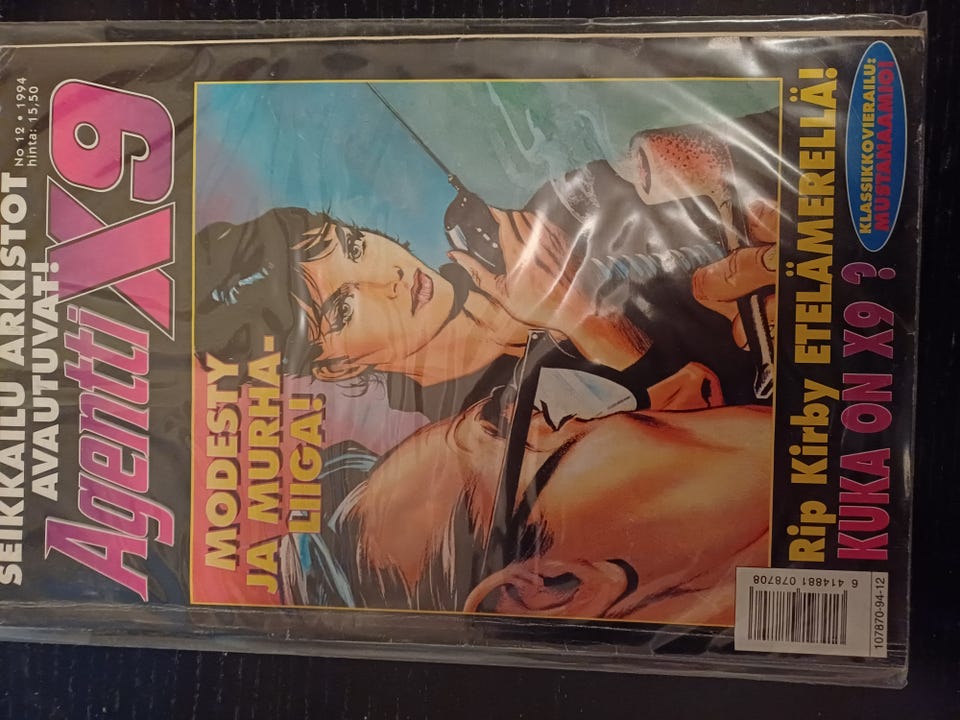 SEIKKAILU ARKISTOT
AVAUTUVAT!
No 12 • 1994
hinta: 15,50
Agentti X9
MODESTY
JA MURHA-
LIIGA!
Rip Kirby ETELÄMERELLÄ!
KUKA ON X9?
KLASSIKKOVIERAILU:
MUSTANAAMIO!
6 414881 078708
107870-94-12